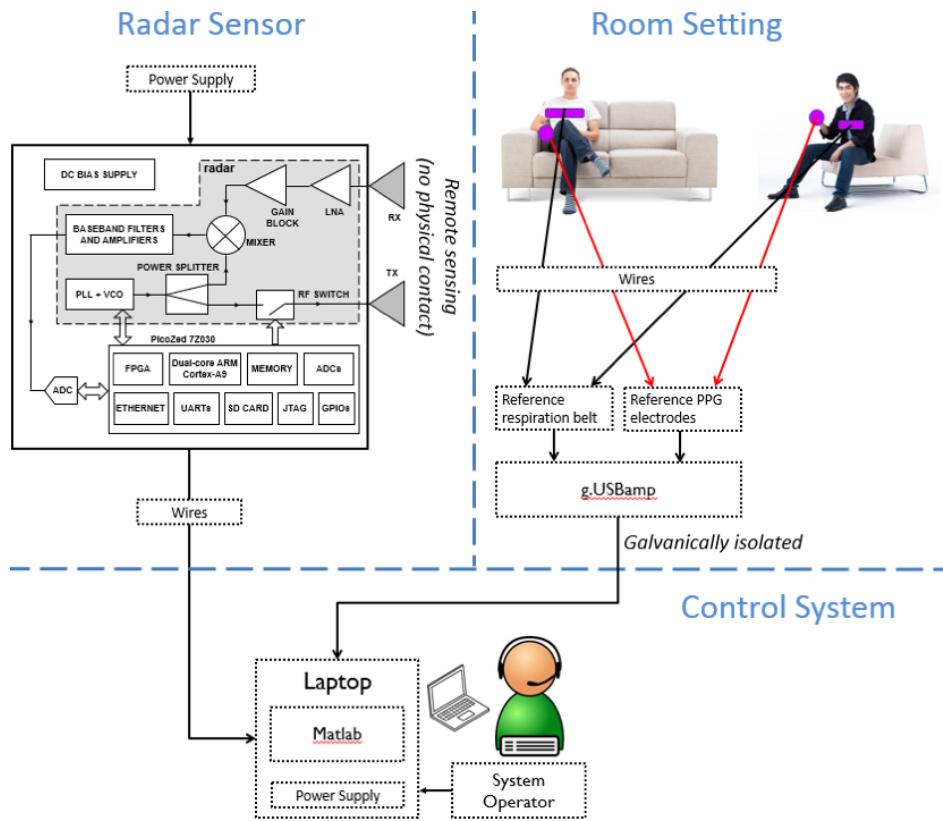 Radar Sensor
Power Supply
radar
DC BIAS SUPPLY
GAIN
BLOCK
LNA
RX
BASEBAND FILTERS
AND AMPLIFIERS
MIXER
POWER SPLITTER
TX
PLL + VCO
RF SWITCH
Remote sensing
(no physical contact)
PicoZed 7Z030
FPGA
Dual-core ARM
Cortex-A9
MEMORY
ADCs
ADC
ETHERNET
UARTs
SD CARD
JTAG
GPIOs
Wires
Room Setting
Wires
Reference
respiration belt
Reference PPG
electrodes
g.USBamp
Galvanically isolated
Control System
Laptop
Matlab
Power Supply
System
Operator